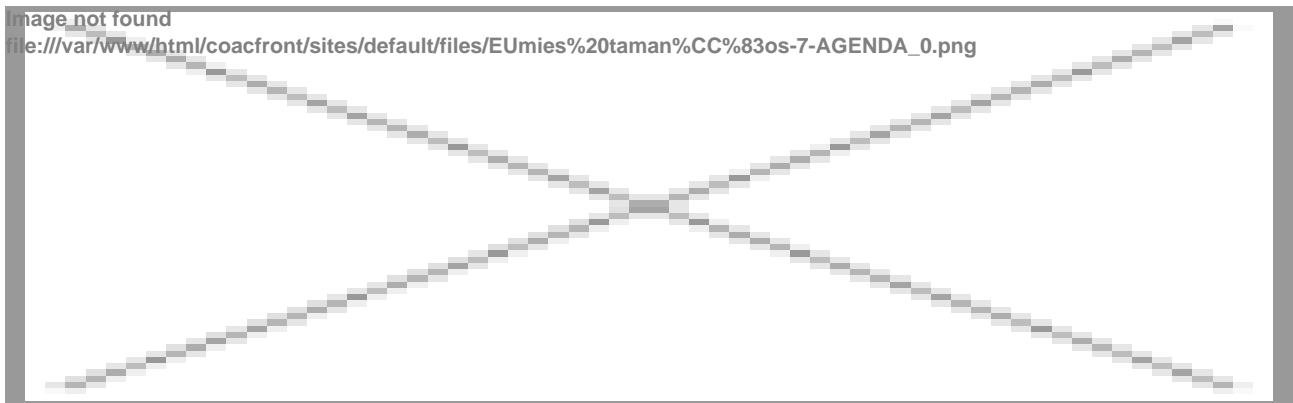 Image not found
file:///var/www/html/coacfront/sites/default/files/EUmies%20taman%CC%83os-7-AGENDA_0.png